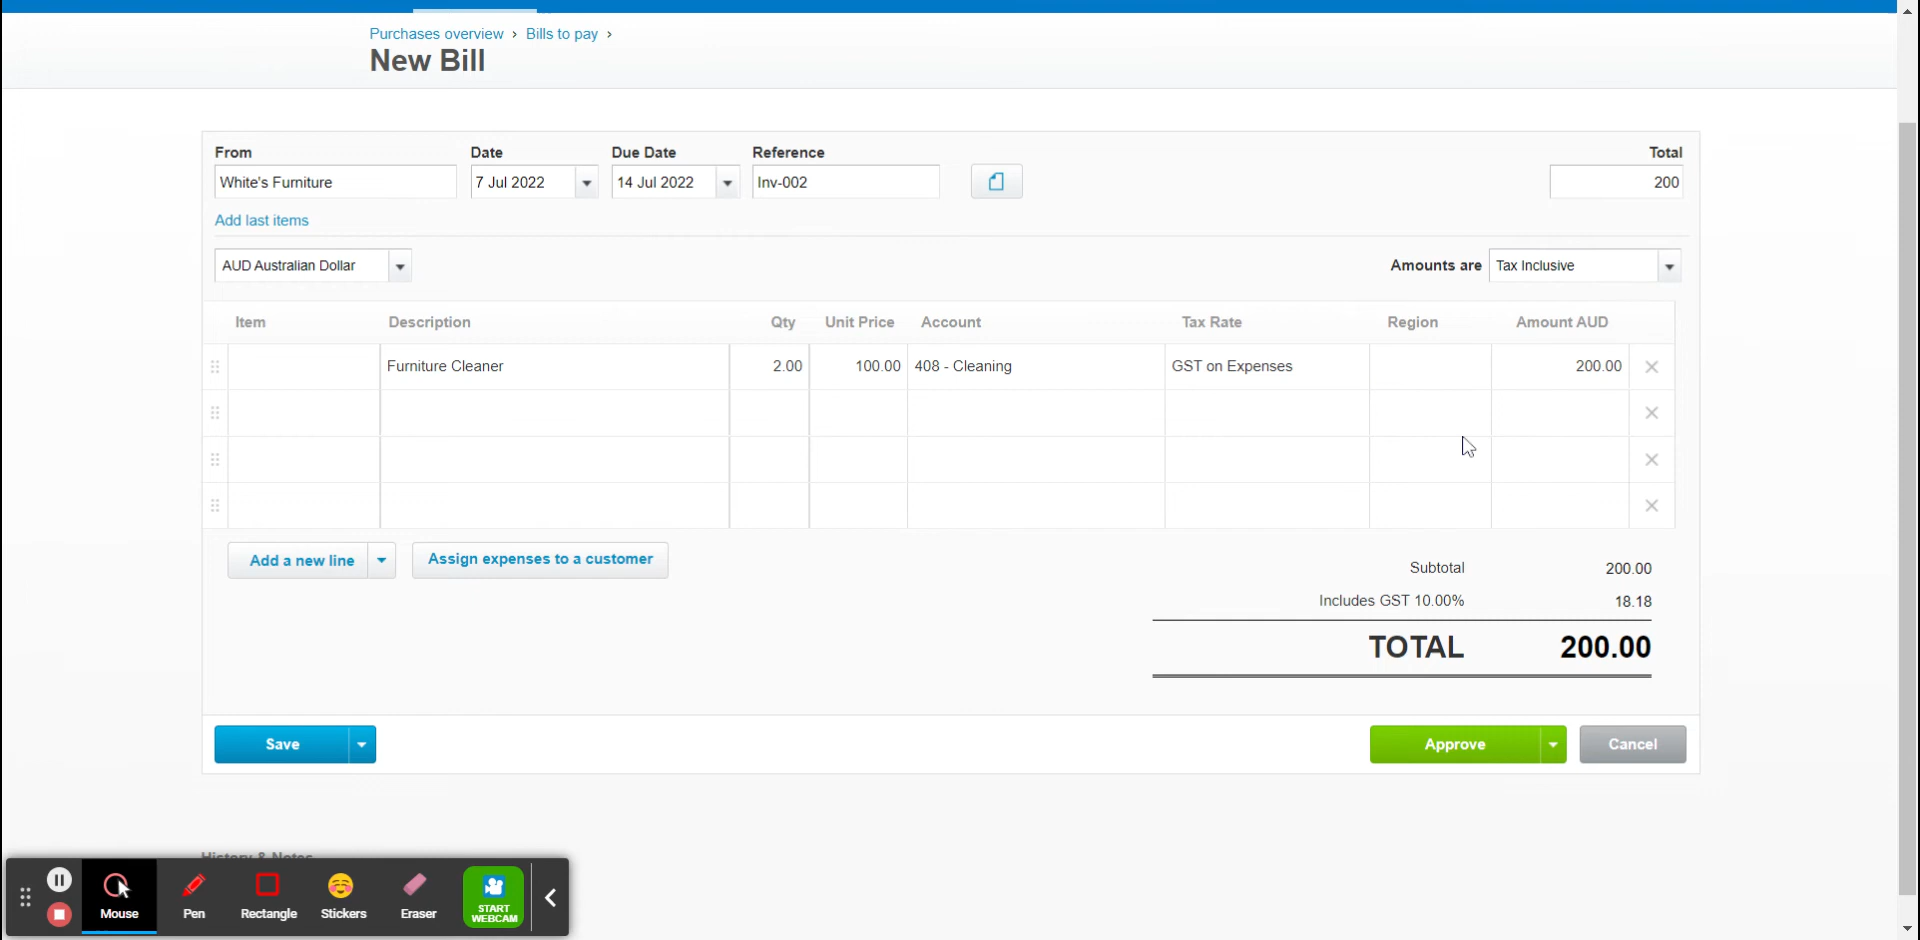 Purchases overview › Bills to pay ›
New Bill
From Date Due Date Reference Total
White's Furniture 7 Jul 2022 14 Jul 2022 Inv-002 200
Add last items
AUD Australian Dollar Amounts are Tax Inclusive
Item Description Qty Unit Price Account Tax Rate Region Amount AUD
Furniture Cleaner 2.00 100.00 408 - Cleaning GST on Expenses 200.00
Add a new line Assign expenses to a customer
Subtotal 200.00
Includes GST 10.00% 18.18
TOTAL 200.00
Save Approve Cancel
History & Notes
Mouse Pen Rectangle Stickers Eraser START WEBCAM